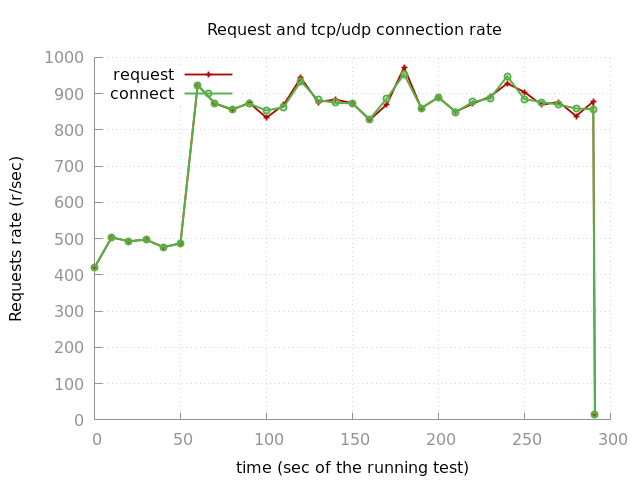 Request and tcp/udp connection rate
request
connect
Requests rate (r/sec)
1000
900
800
700
600
500
400
300
200
100
0
0 50 100 150 200 250 300
time (sec of the running test)